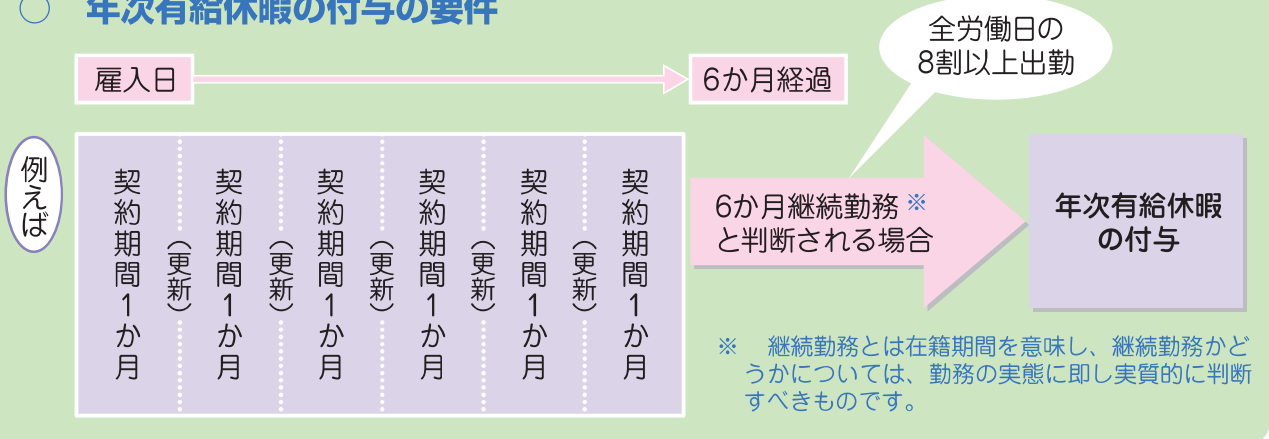 ○ 年次有給休暇の付与の要件
全労働日の
8割以上出勤
雇入日
6か月経過
例えば
契約期間1か月
(更新)
契約期間1か月
(更新)
契約期間1か月
(更新)
契約期間1か月
(更新)
契約期間1か月
(更新)
契約期間1か月
6か月継続勤務※
と判断される場合
年次有給休暇
の付与
※ 継続勤務とは在籍期間を意味し、継続勤務かど
うかについては、勤務の実態に即し実質的に判断
すべきものです。